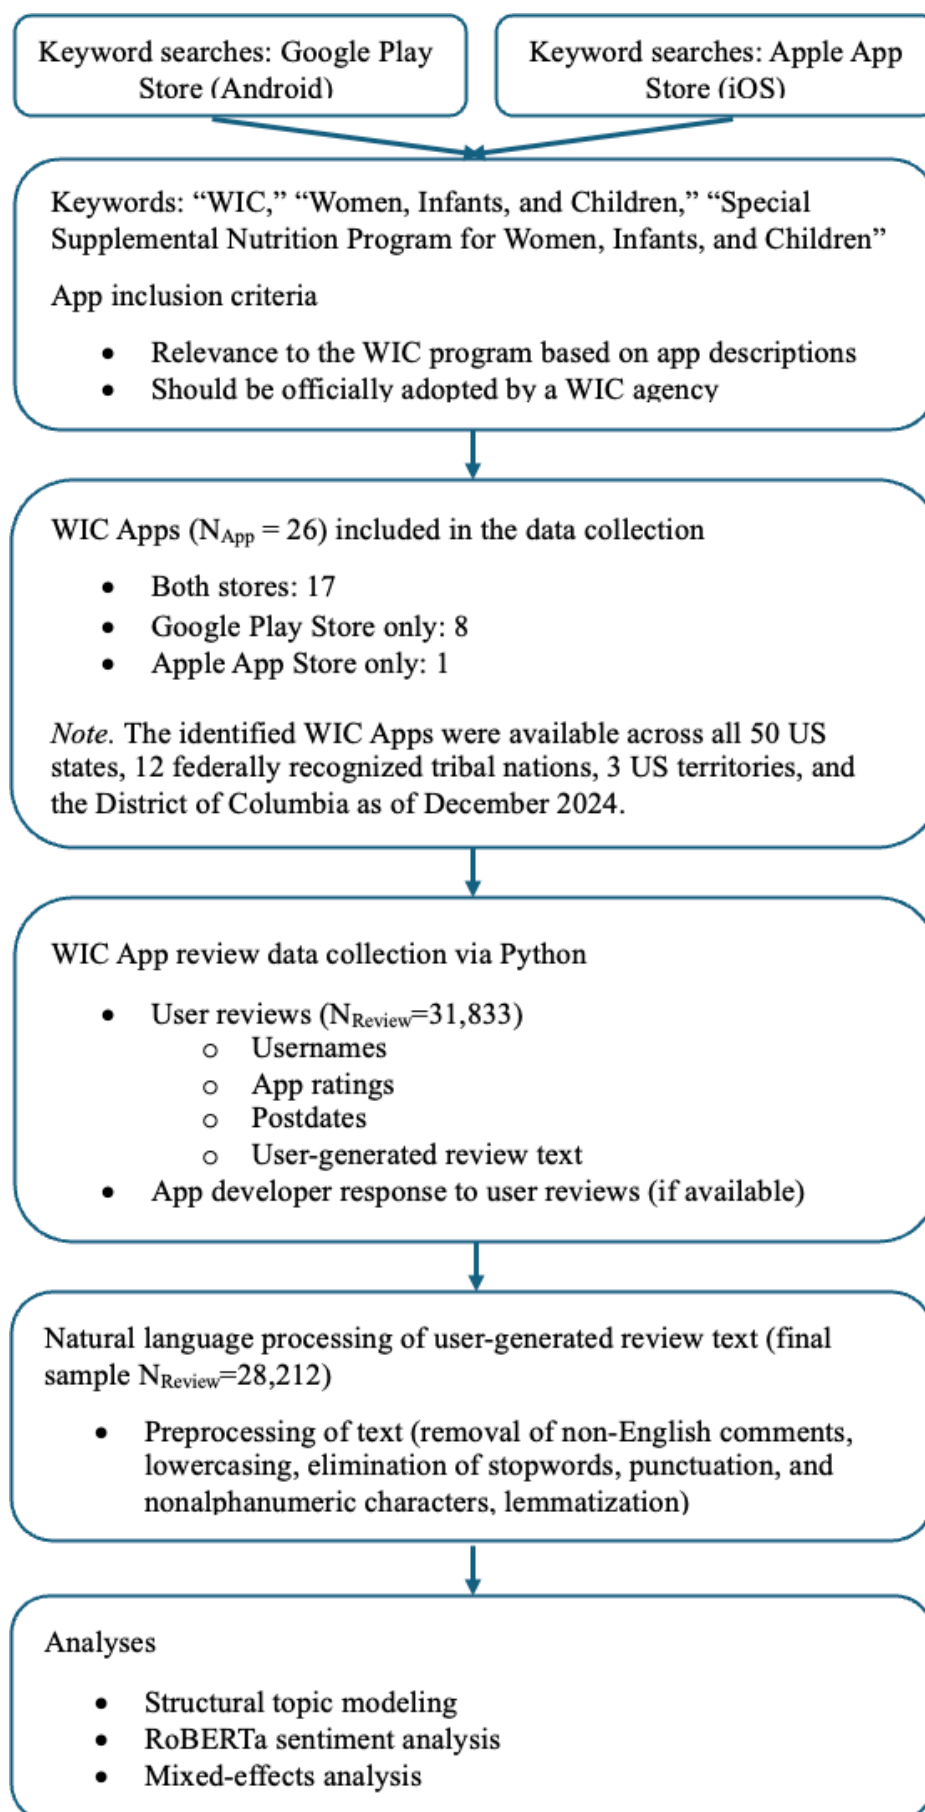 Keyword searches: Google Play
Store (Android)
Keyword searches: Apple App
Store (iOS)
Keywords: “WIC,” “Women, Infants, and Children,” “Special
Supplemental Nutrition Program for Women, Infants, and Children”
App inclusion criteria
• Relevance to the WIC program based on app descriptions
• Should be officially adopted by a WIC agency
WIC Apps (NApp = 26) included in the data collection
• Both stores: 17
• Google Play Store only: 8
• Apple App Store only: 1
Note. The identified WIC Apps were available across all 50 US
states, 12 federally recognized tribal nations, 3 US territories, and
the District of Columbia as of December 2024.
WIC App review data collection via Python
• User reviews (NReview=31,833)
o Usernames
o App ratings
o Postdates
o User-generated review text
• App developer response to user reviews (if available)
Natural language processing of user-generated review text (final
sample NReview=28,212)
• Preprocessing of text (removal of non-English comments,
lowercasing, elimination of stopwords, punctuation, and
nonalphanumeric characters, lemmatization)
Analyses
• Structural topic modeling
• RoBERTa sentiment analysis
• Mixed-effects analysis